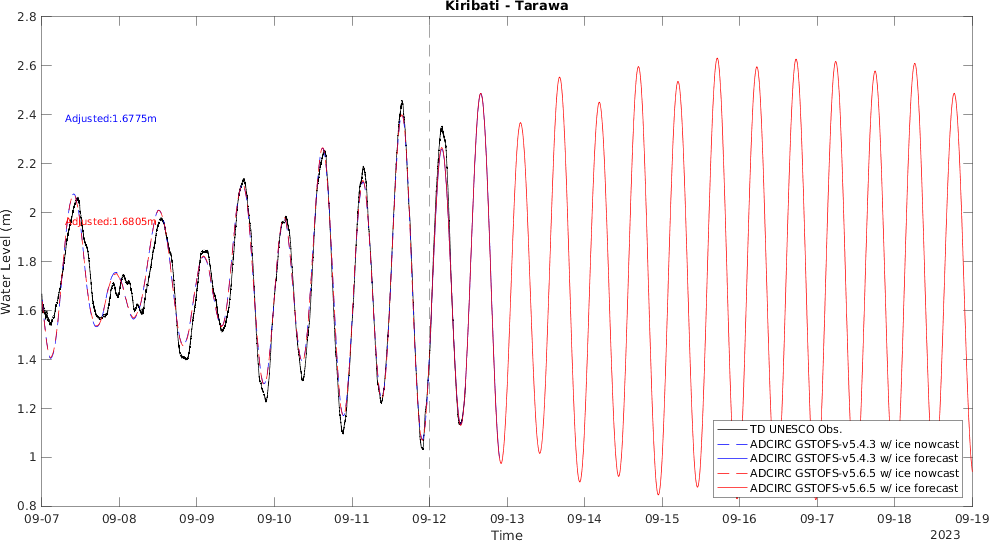 Kiribati - Tarawa
2.8
2.6
2.4
2.2
2
1.8
1.6
1.4
1.2
1
0.8
Water Level (m)
Adjusted:1.6775m
Adjusted:1.6805m
TD UNESCO Obs.
ADCIRC GSTOFS-v5.4.3 w/ ice nowcast
ADCIRC GSTOFS-v5.4.3 w/ ice forecast
ADCIRC GSTOFS-v5.6.5 w/ ice nowcast
ADCIRC GSTOFS-v5.6.5 w/ ice forecast
09-07 09-08 09-09 09-10 09-11 09-12 09-13 09-14 09-15 09-16 09-17 09-18 09-19
Time
2023